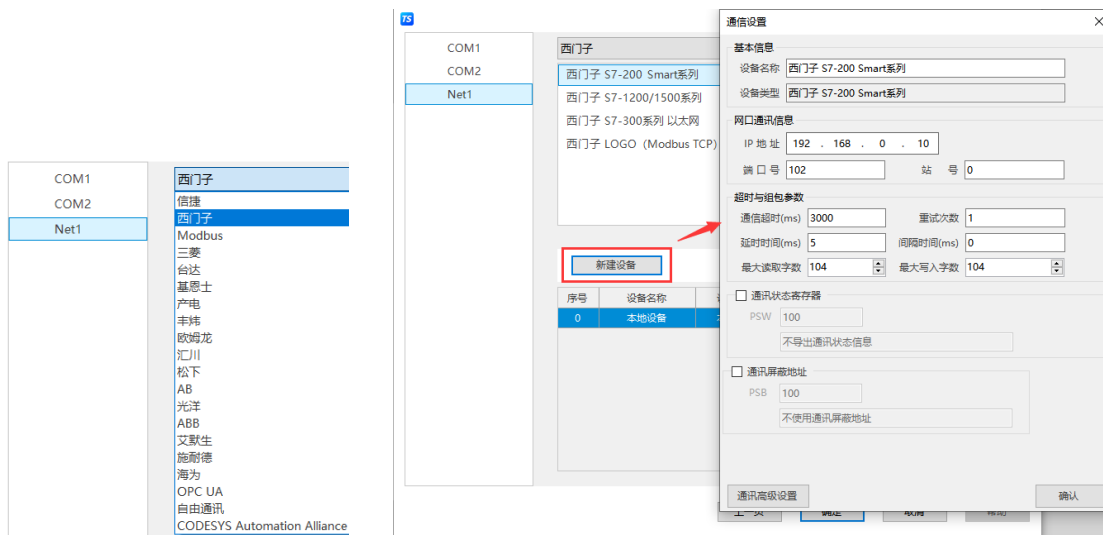 COM1
COM2
Net1
西门子
信捷
西门子
Modbus
三菱
台达
基恩士
产电
丰炜
欧姆龙
汇川
松下
AB
光洋
ABB
艾默生
施耐德
海为
OPC UA
自由通讯
CODESYS Automation Alliance
TS
COM1
COM2
Net1
西门子
西门子 S7-200 Smart系列
西门子 S7-1200/1500系列
西门子 S7-300系列 以太网
西门子 LOGO（Modbus TCP）
新建设备
序号 设备名称
0 本地设备
上一页 确定 取消 帮助
通信设置
基本信息
设备名称 西门子 S7-200 Smart系列
设备类型 西门子 S7-200 Smart系列
网口通讯信息
IP 地 址 192 . 168 . 0 . 10
端 口 号 102 站 号 0
超时与组包参数
通信超时(ms) 3000 重试次数 1
延时时间(ms) 5 间隔时间(ms) 0
最大读取字数 104 最大写入字数 104
通讯状态寄存器
PSW 100
不导出通讯状态信息
通讯屏蔽地址
PSB 100
不使用通讯屏蔽地址
通讯高级设置 确认